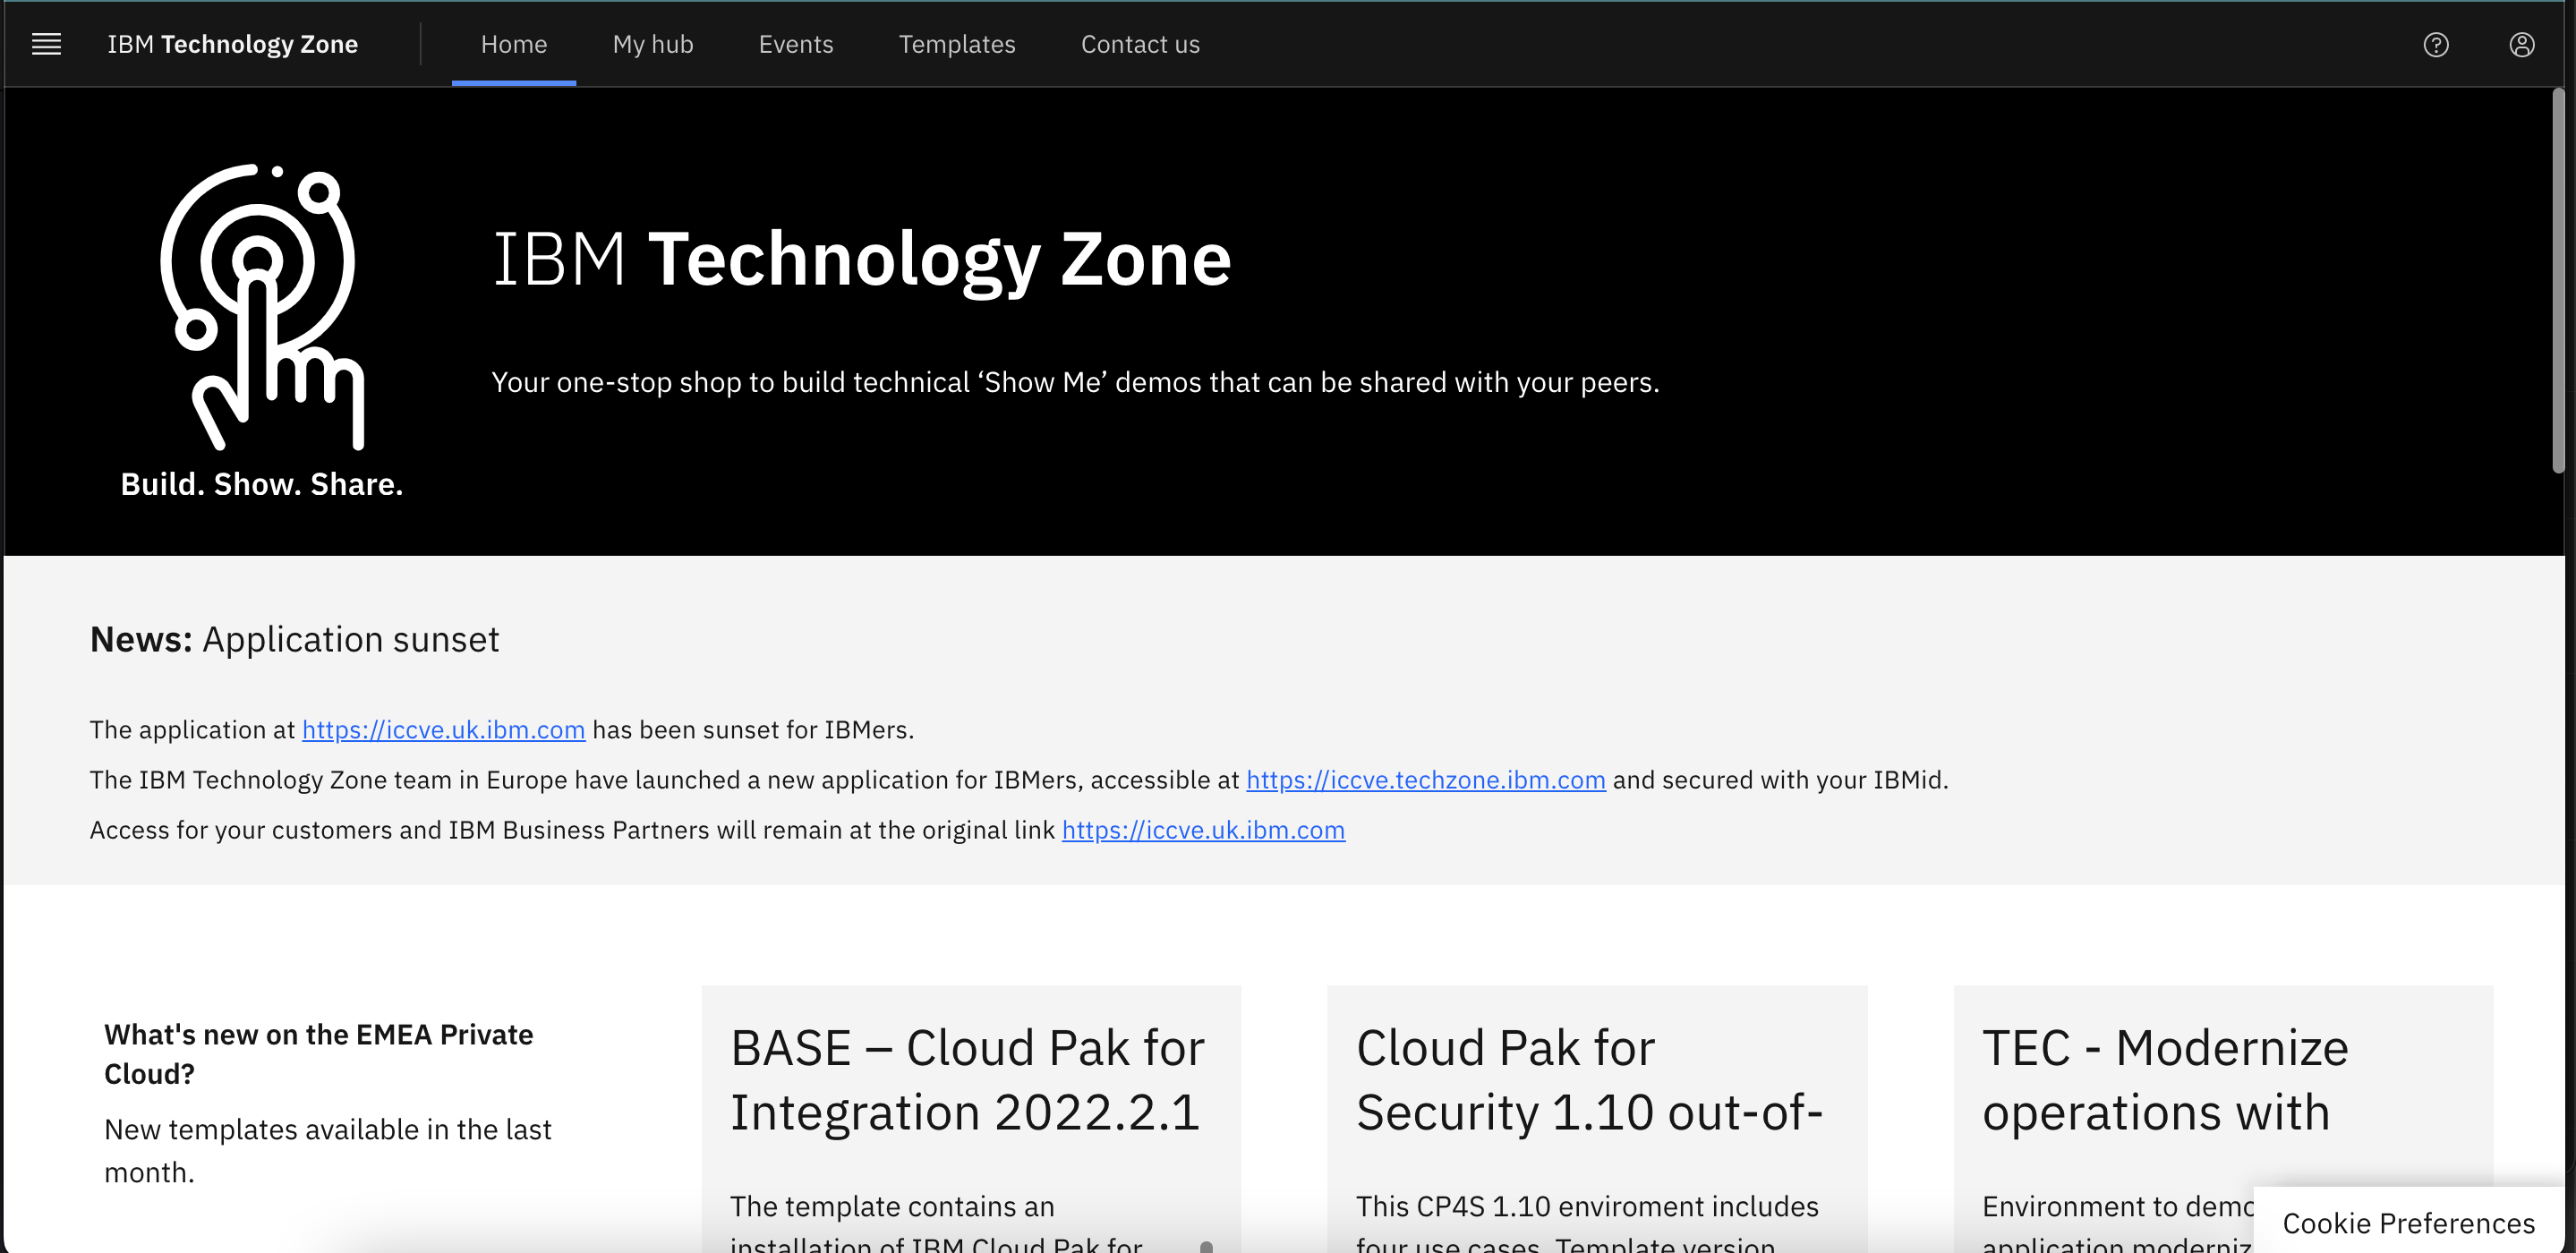 IBM Technology Zone
Home
My hub
Events
Templates
Contact us
IBM Technology Zone
Your one-stop shop to build technical ‘Show Me’ demos that can be shared with your peers.
Build. Show. Share.
News: Application sunset
The application at https://iccve.uk.ibm.com has been sunset for IBMers.
The IBM Technology Zone team in Europe have launched a new application for IBMers, accessible at https://iccve.techzone.ibm.com and secured with your IBMid.
Access for your customers and IBM Business Partners will remain at the original link https://iccve.uk.ibm.com
What's new on the EMEA Private
Cloud?
New templates available in the last
month.
BASE – Cloud Pak for
Integration 2022.2.1
The template contains an
installation of IBM Cloud Pak for
Cloud Pak for
Security 1.10 out-of-
This CP4S 1.10 enviroment includes
four use cases. Template version
TEC - Modernize
operations with
Environment to demo
application moderniz
Cookie Preferences